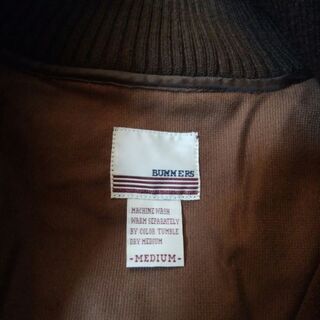 BUMMERS
MACHINE WASH
WARM SEPARATELY
BY COLOR TUMBLE
DRY MEDIUM
-MEDIUM-